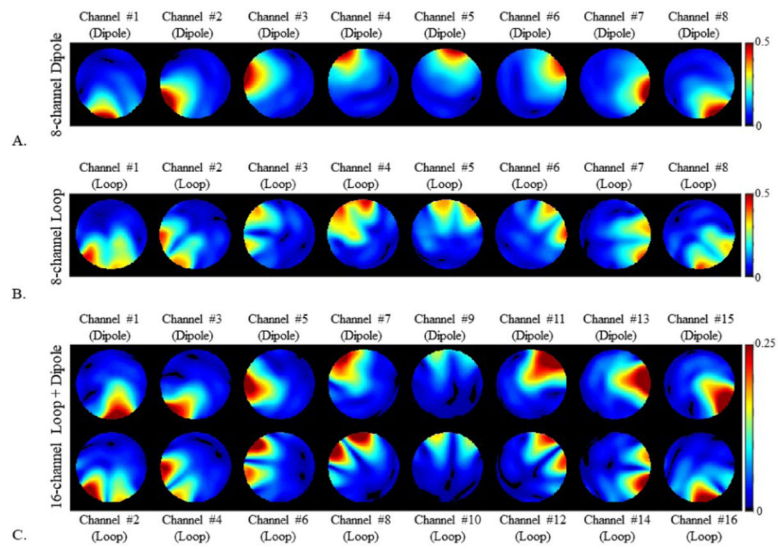 Channel #1 Channel #2 Channel #3 Channel #4 Channel #5 Channel #6 Channel #7 Channel #8
(Dipole) (Dipole) (Dipole) (Dipole) (Dipole) (Dipole) (Dipole) (Dipole)
8-channel Dipole
0.5
0
A.
Channel #1 Channel #2 Channel #3 Channel #4 Channel #5 Channel #6 Channel #7 Channel #8
(Loop) (Loop) (Loop) (Loop) (Loop) (Loop) (Loop) (Loop)
8-channel Loop
0.5
0
B.
Channel #1 Channel #3 Channel #5 Channel #7 Channel #9 Channel #11 Channel #13 Channel #15
(Dipole) (Dipole) (Dipole) (Dipole) (Dipole) (Dipole) (Dipole) (Dipole)
16-channel Loop + Dipole
0.25
0
Channel #2 Channel #4 Channel #6 Channel #8 Channel #10 Channel #12 Channel #14 Channel #16
(Loop) (Loop) (Loop) (Loop) (Loop) (Loop) (Loop) (Loop)
C.